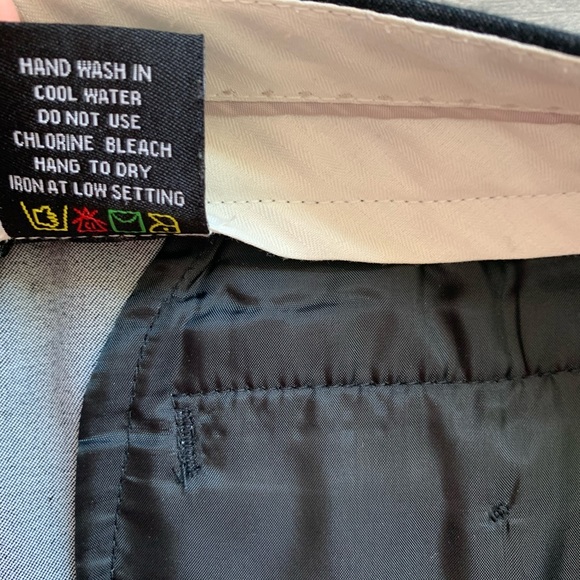 HAND WASH IN
COOL WATER
DO NOT USE
CHLORINE BLEACH
HANG TO DRY
IRON AT LOW SETTING